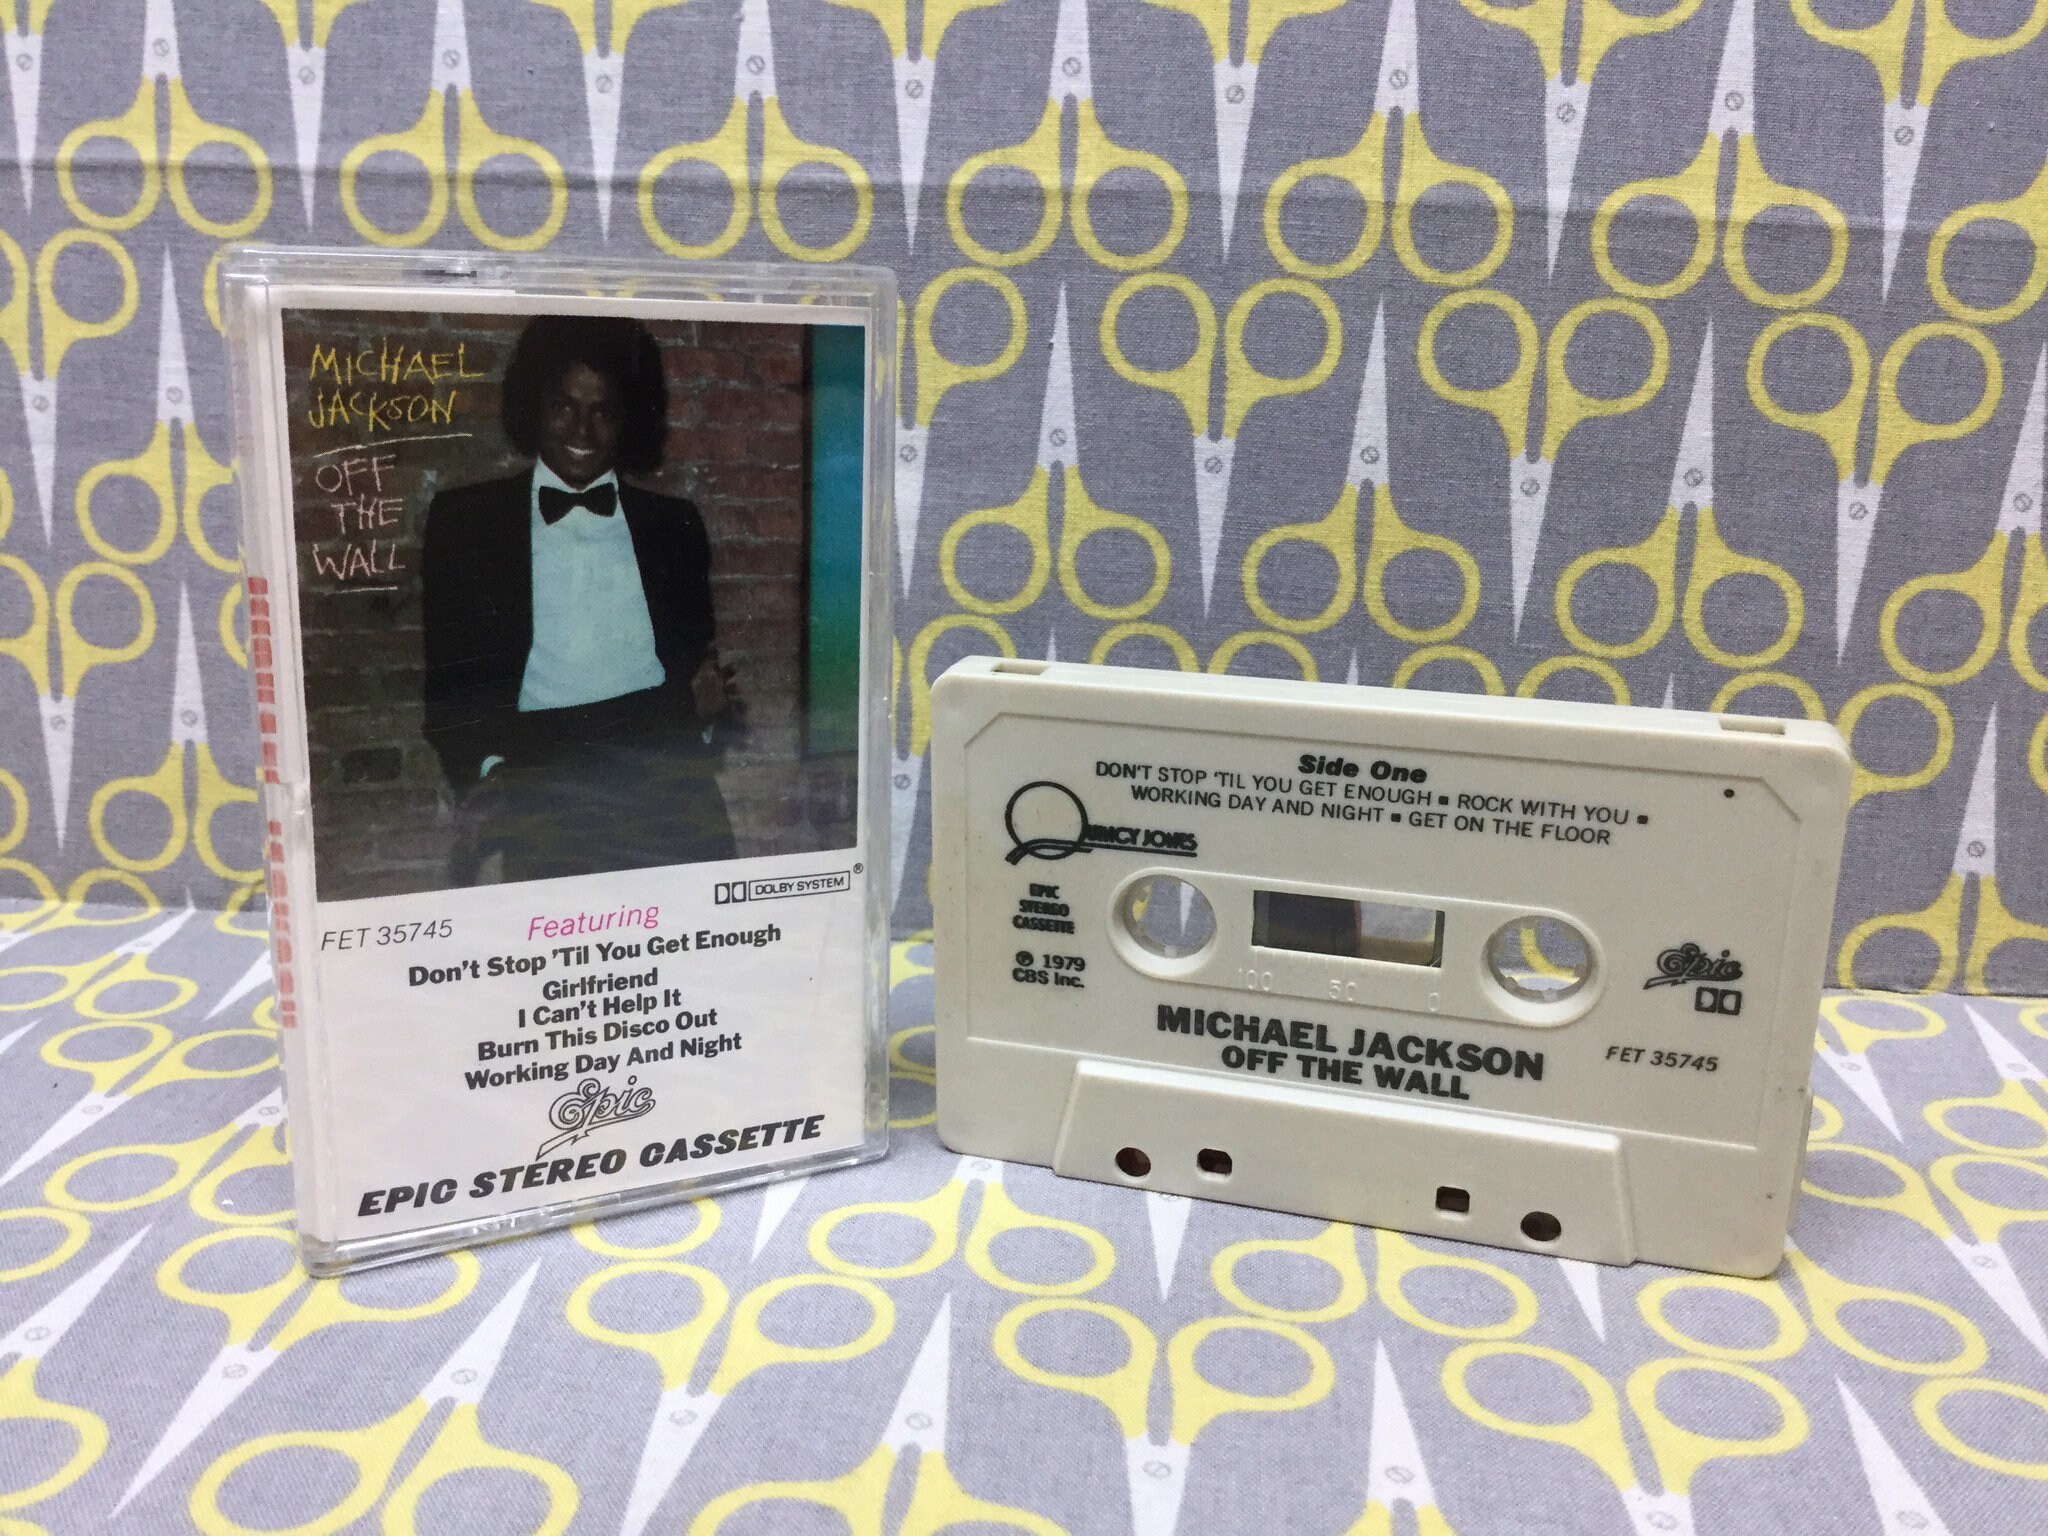 MICHAEL
JACKSON
OFF
THE
WALL
DOLBY SYSTEM®
FET 35745
Featuring
Don't Stop 'Til You Get Enough
Girlfriend
I Can't Help It
Burn This Disco Out
Working Day And Night
Epic
EPIC STEREO CASSETTE
Side One
DON'T STOP 'TIL YOU GET ENOUGH ■ ROCK WITH YOU ■
WORKING DAY AND NIGHT ■ GET ON THE FLOOR
QUINCY JONES
EPIC
STEREO
CASSETTE
℗ 1979
CBS Inc.
100 50 0
Epic
MICHAEL JACKSON
OFF THE WALL
FET 35745